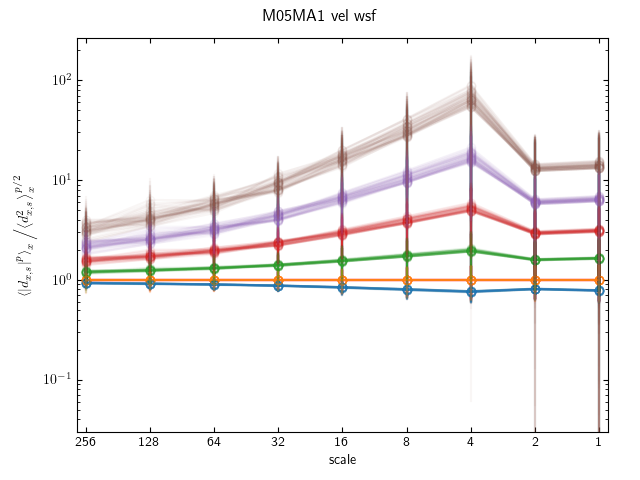 M05MA1 vel wsf
10²
10¹
10⁰
10⁻¹
⟨|d_{x,s}|^p⟩_x / ⟨d²_{x,s}⟩_x^{p/2}
256 128 64 32 16 8 4 2 1
scale